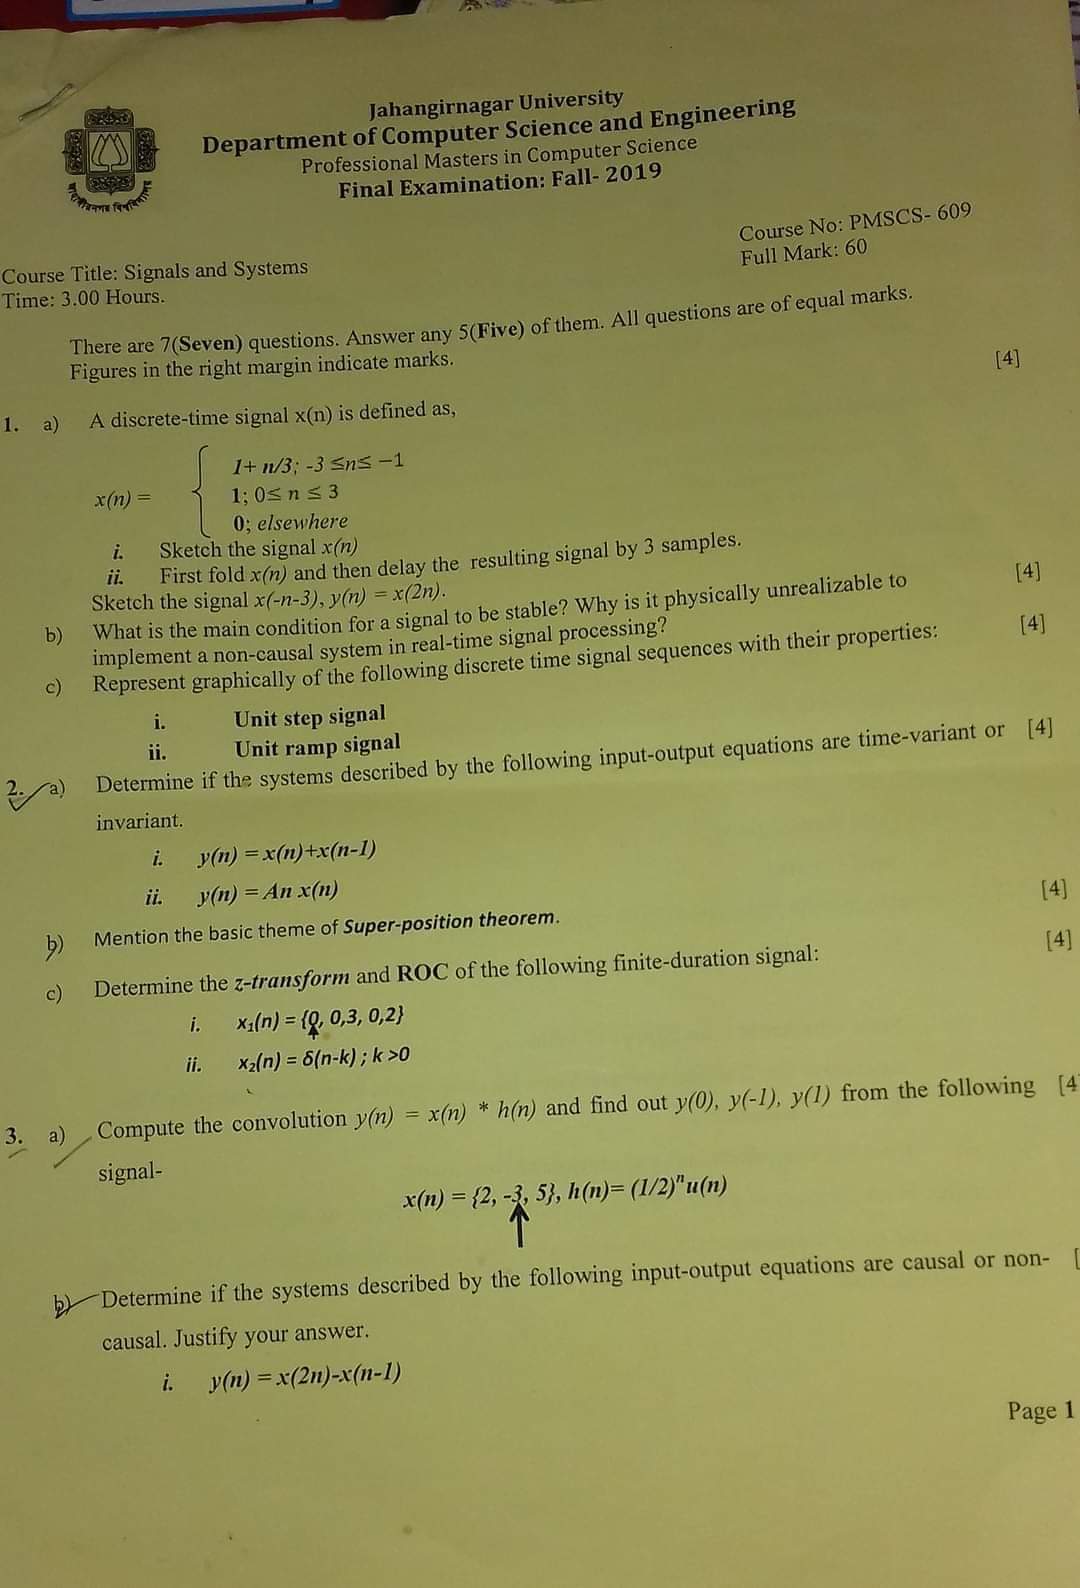 Jahangirnagar University
Department of Computer Science and Engineering
Professional Masters in Computer Science
Final Examination: Fall- 2019
Course No: PMSCS- 609
Full Mark: 60
Course Title: Signals and Systems
Time: 3.00 Hours.
There are 7(Seven) questions. Answer any 5(Five) of them. All questions are of equal marks.
Figures in the right margin indicate marks.
1. a) A discrete-time signal x(n) is defined as, [4]
1+ n/3; -3 ≤n≤ −1
x(n) = { 1; 0≤ n ≤ 3
0; elsewhere
i. Sketch the signal x(n)
ii. First fold x(n) and then delay the resulting signal by 3 samples.
Sketch the signal x(-n-3), y(n) = x(2n).
b) What is the main condition for a signal to be stable? Why is it physically unrealizable to [4]
implement a non-causal system in real-time signal processing?
c) Represent graphically of the following discrete time signal sequences with their properties: [4]
i. Unit step signal
ii. Unit ramp signal
2. a) Determine if the systems described by the following input-output equations are time-variant or [4]
invariant.
i. y(n) = x(n)+x(n-1)
ii. y(n) = An x(n)
b) Mention the basic theme of Super-position theorem. [4]
c) Determine the z-transform and ROC of the following finite-duration signal: [4]
i. x₁(n) = {0, 0,3, 0,2}
↑
ii. x₂(n) = δ(n-k) ; k >0
3. a) Compute the convolution y(n) = x(n) * h(n) and find out y(0), y(-1), y(1) from the following [4
signal-
x(n) = {2, -3, 5}, h(n)= (1/2)ⁿu(n)
↑
b) Determine if the systems described by the following input-output equations are causal or non- [
causal. Justify your answer.
i. y(n) = x(2n)-x(n-1)
Page 1